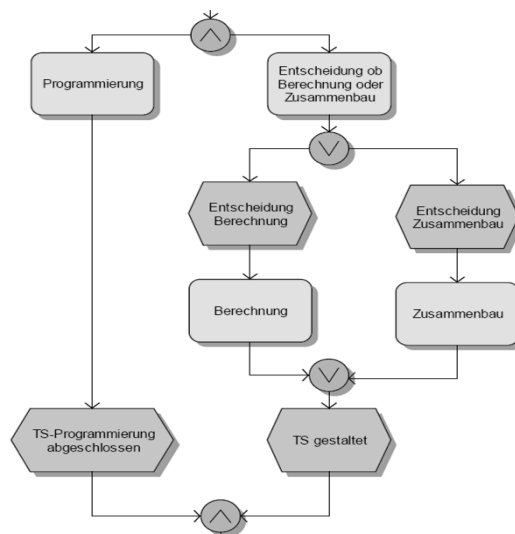 Programmierung
Entscheidung ob
Berechnung oder
Zusammenbau
Entscheidung
Berechnung
Entscheidung
Zusammenbau
Berechnung
Zusammenbau
TS-Programmierung
abgeschlossen
TS gestaltet